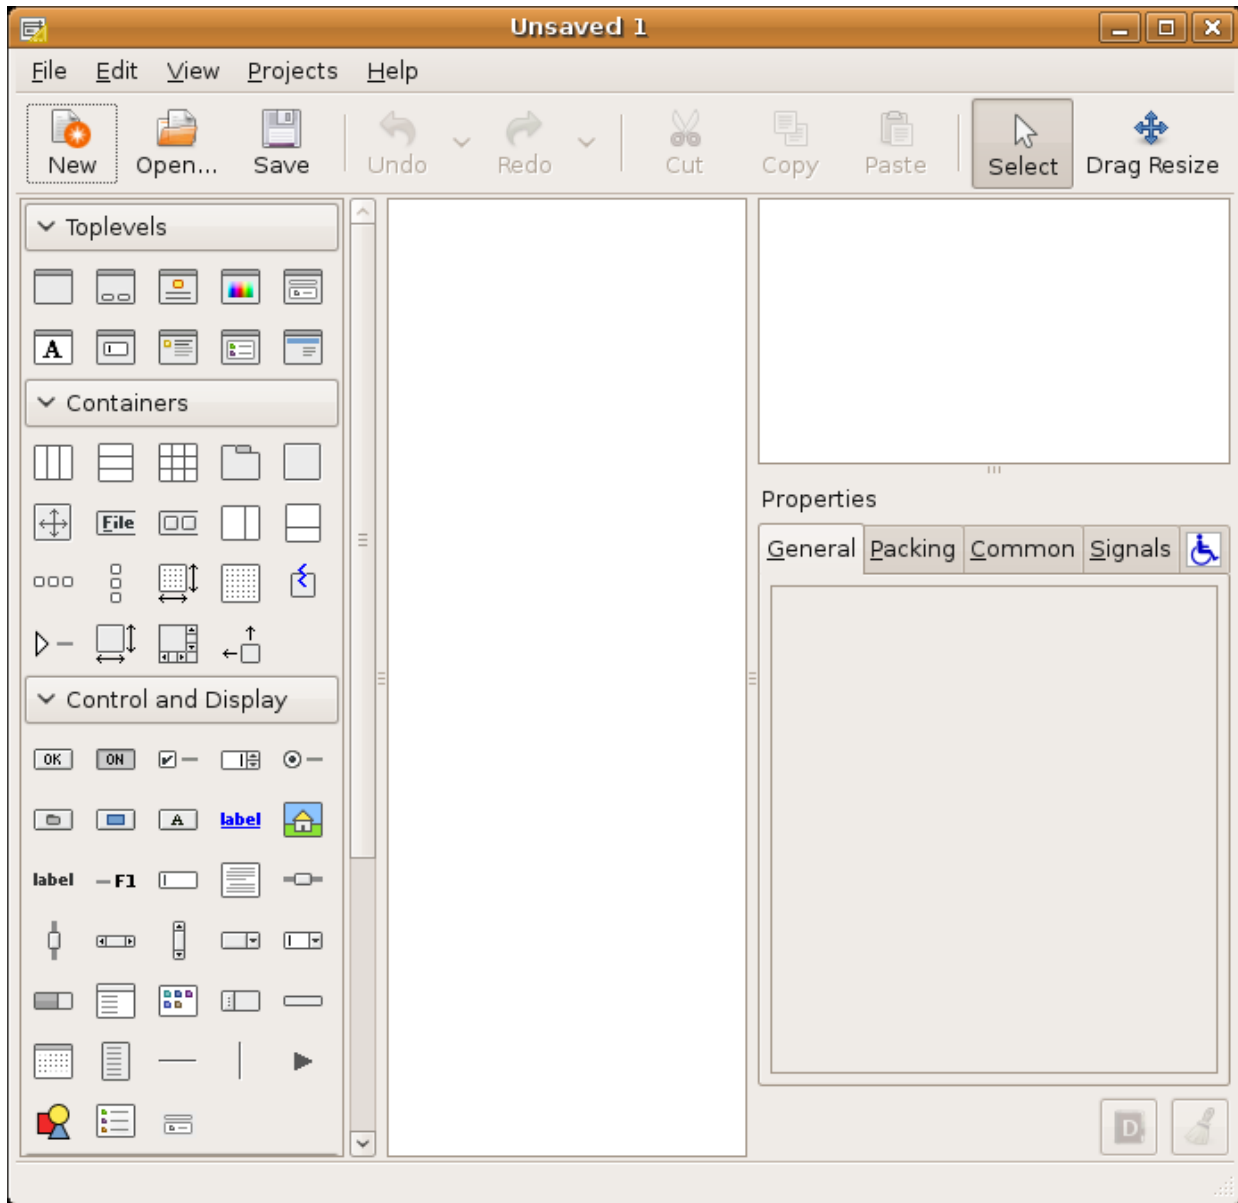 Unsaved 1
File Edit View Projects Help
New Open... Save Undo Redo Cut Copy Paste Select Drag Resize
Toplevels
A
Containers
File
Properties
General Packing Common Signals
Control and Display
OK ON
A label
label F1
D